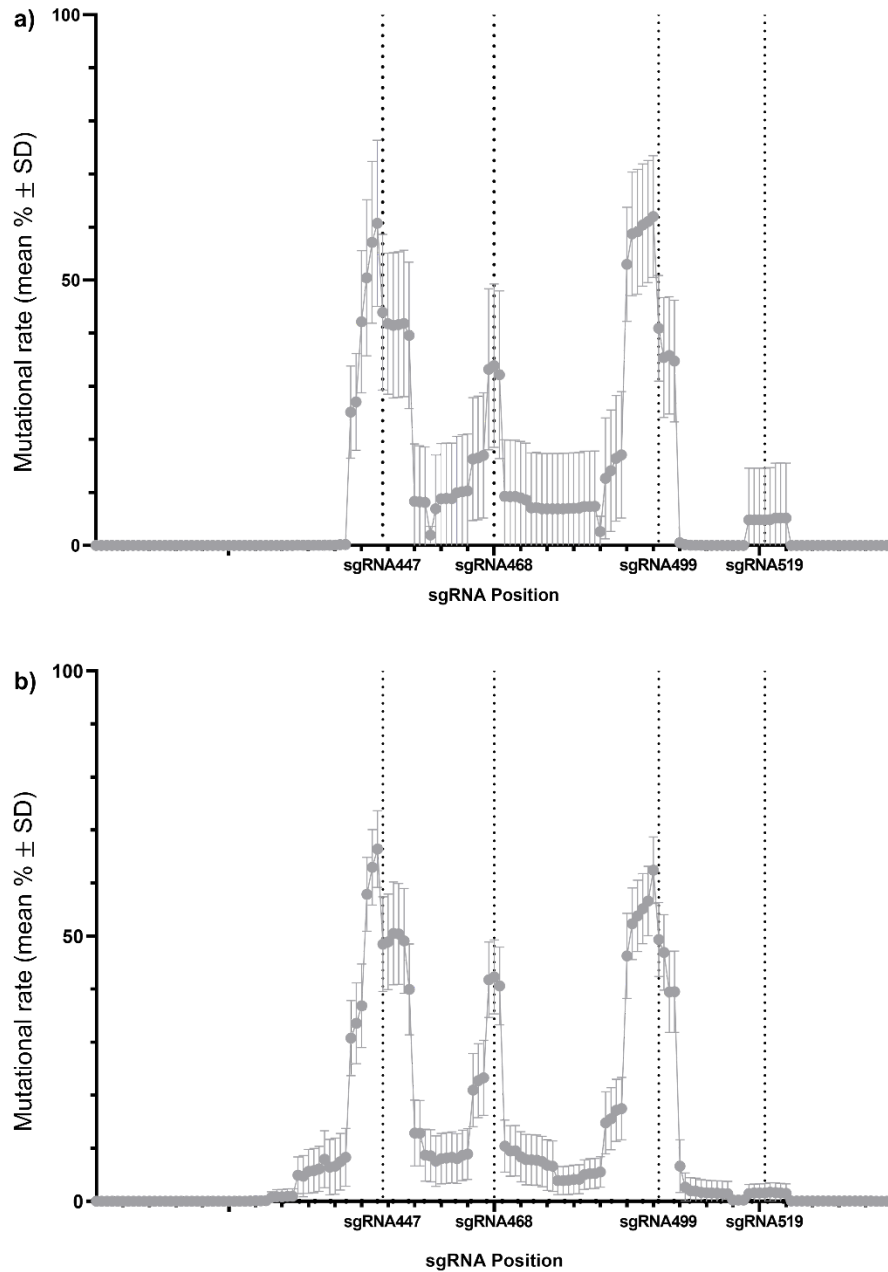 a)
100
50
0
Mutational rate (mean % ± SD)
sgRNA447 sgRNA468 sgRNA499 sgRNA519
sgRNA Position
b)
100
50
0
Mutational rate (mean % ± SD)
sgRNA447 sgRNA468 sgRNA499 sgRNA519
sgRNA Position